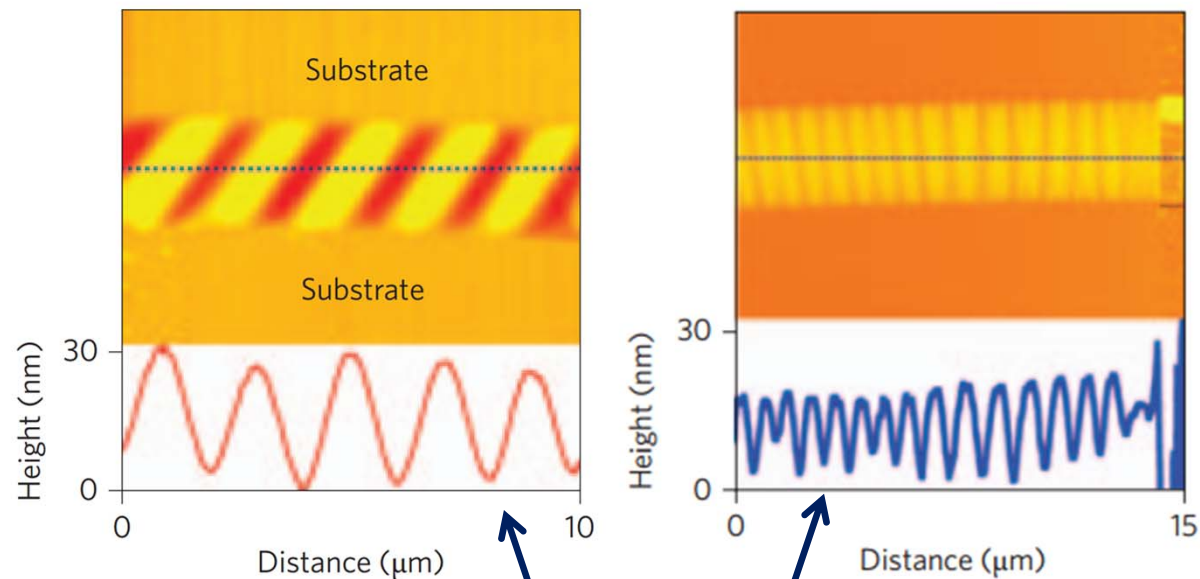 Substrate
Substrate
Height (nm)
30
0
0
10
Distance (μm)
Height (nm)
30
0
0
15
Distance (μm)